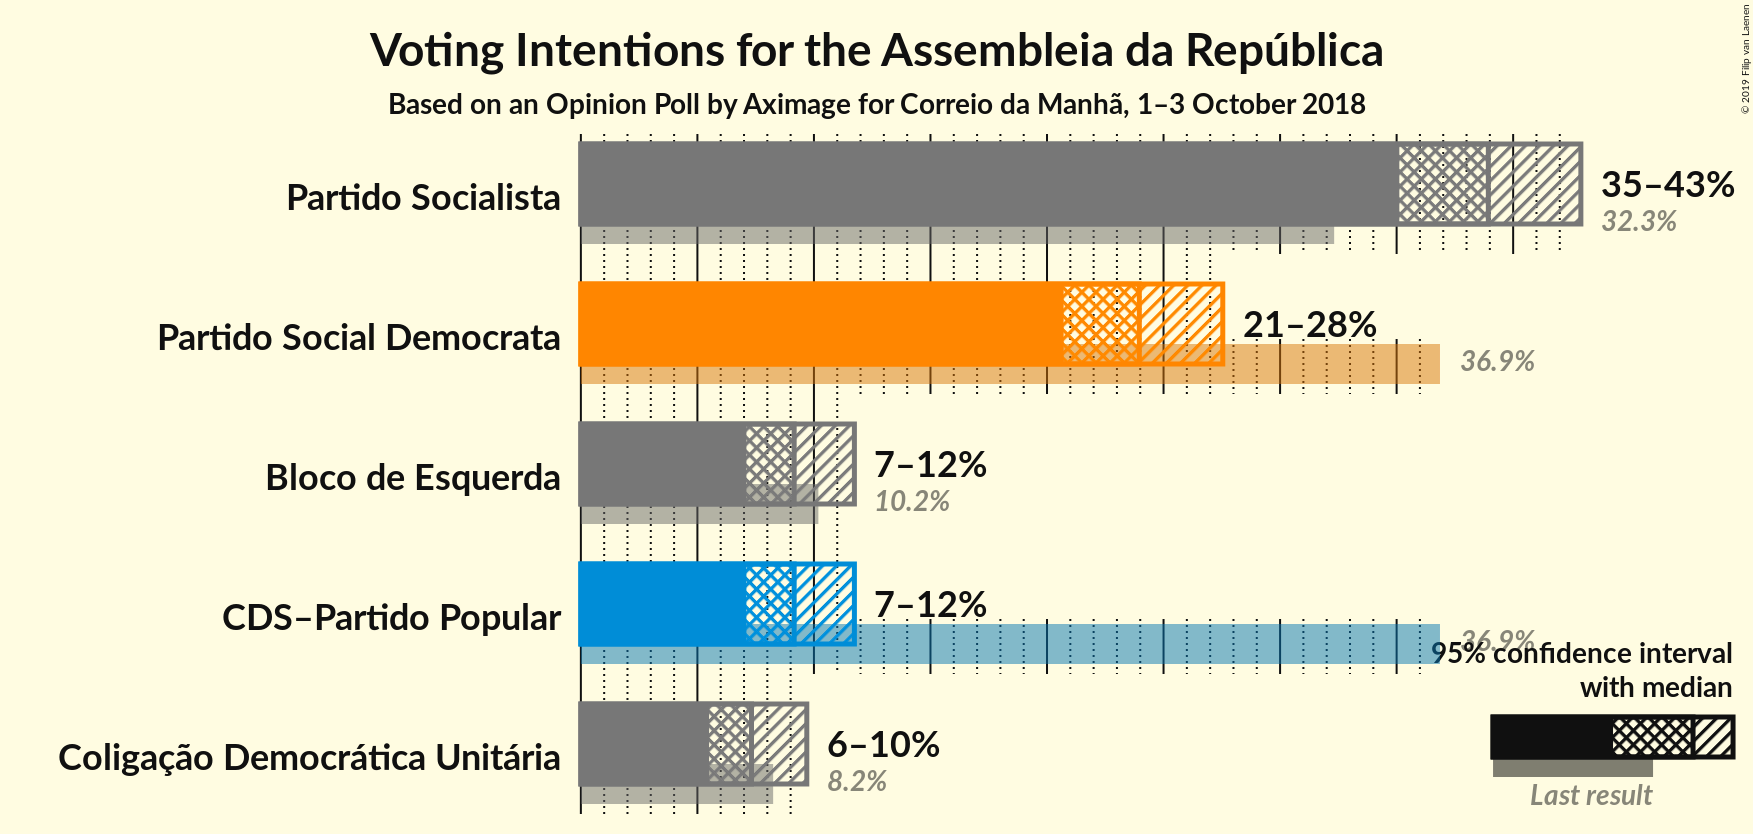 Voting Intentions for the Assembleia da República
Based on an Opinion Poll by Aximage for Correio da Manhã, 1–3 October 2018
© 2019 Filip van Laenen
Partido Socialista
35–43%
32.3%
Partido Social Democrata
21–28%
36.9%
Bloco de Esquerda
7–12%
10.2%
CDS–Partido Popular
7–12%
36.9%
95% confidence interval
with median
Coligação Democrática Unitária
6–10%
8.2%
Last result